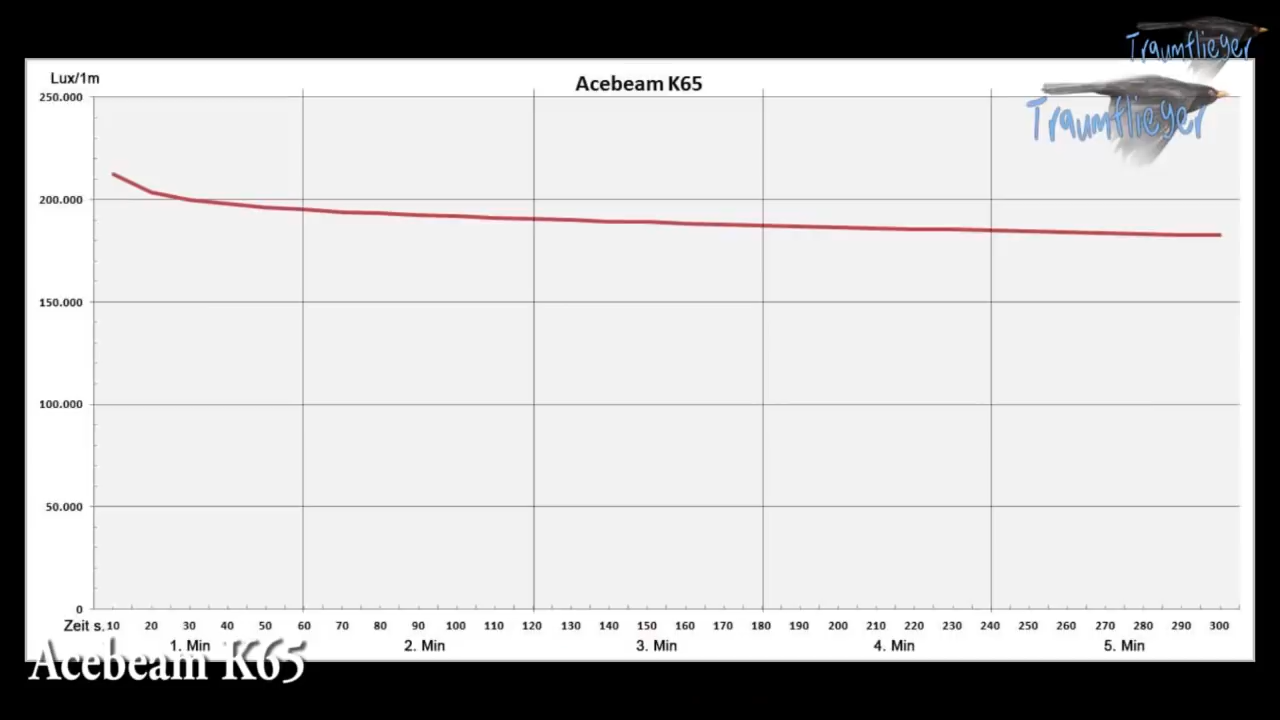 Traumflieger
Lux/1m
Acebeam K65
Traumflieger
250.000
200.000
150.000
100.000
50.000
0
Zeit s. 10 20 30 40 50 60 70 80 90 100 110 120 130 140 150 160 170 180 190 200 210 220 230 240 250 260 270 280 290 300
1. Min 2. Min 3. Min 4. Min 5. Min
Acebeam K65